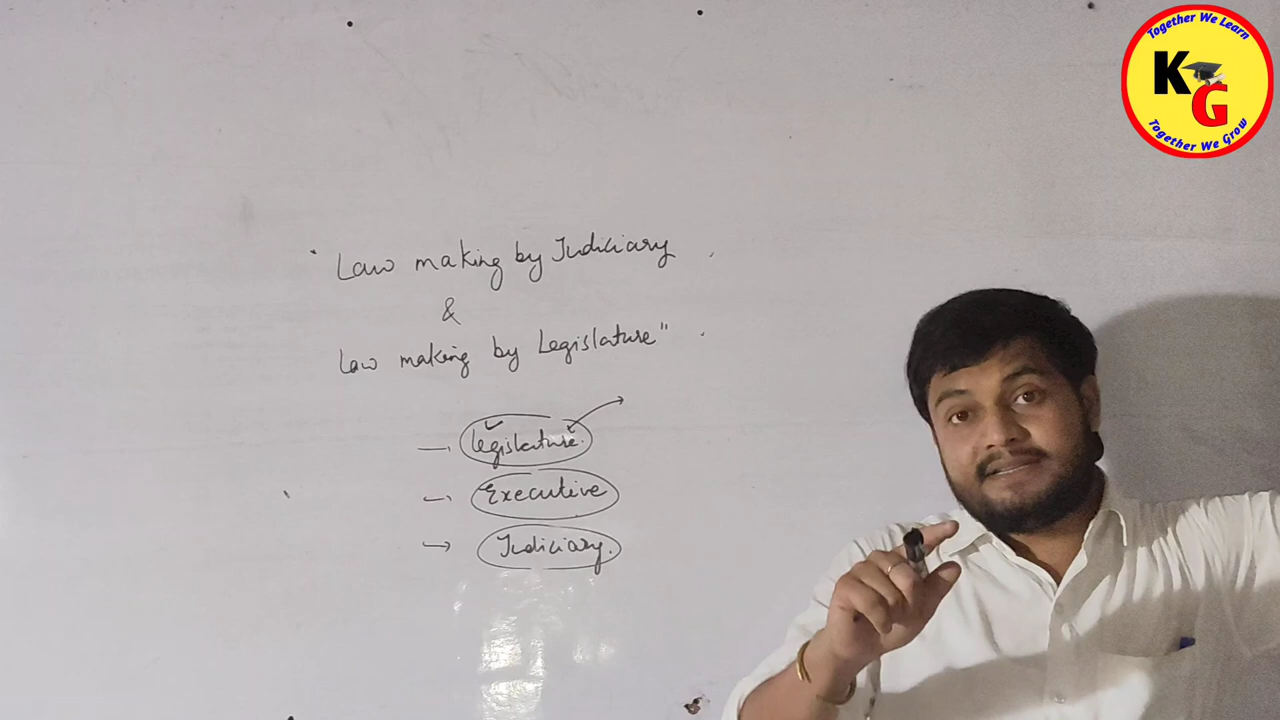 Together We Learn
KG
Together We Grow
Law making by Judiciary
&
Law making by Legislature"
Legislature.
Executive
Judiciary.